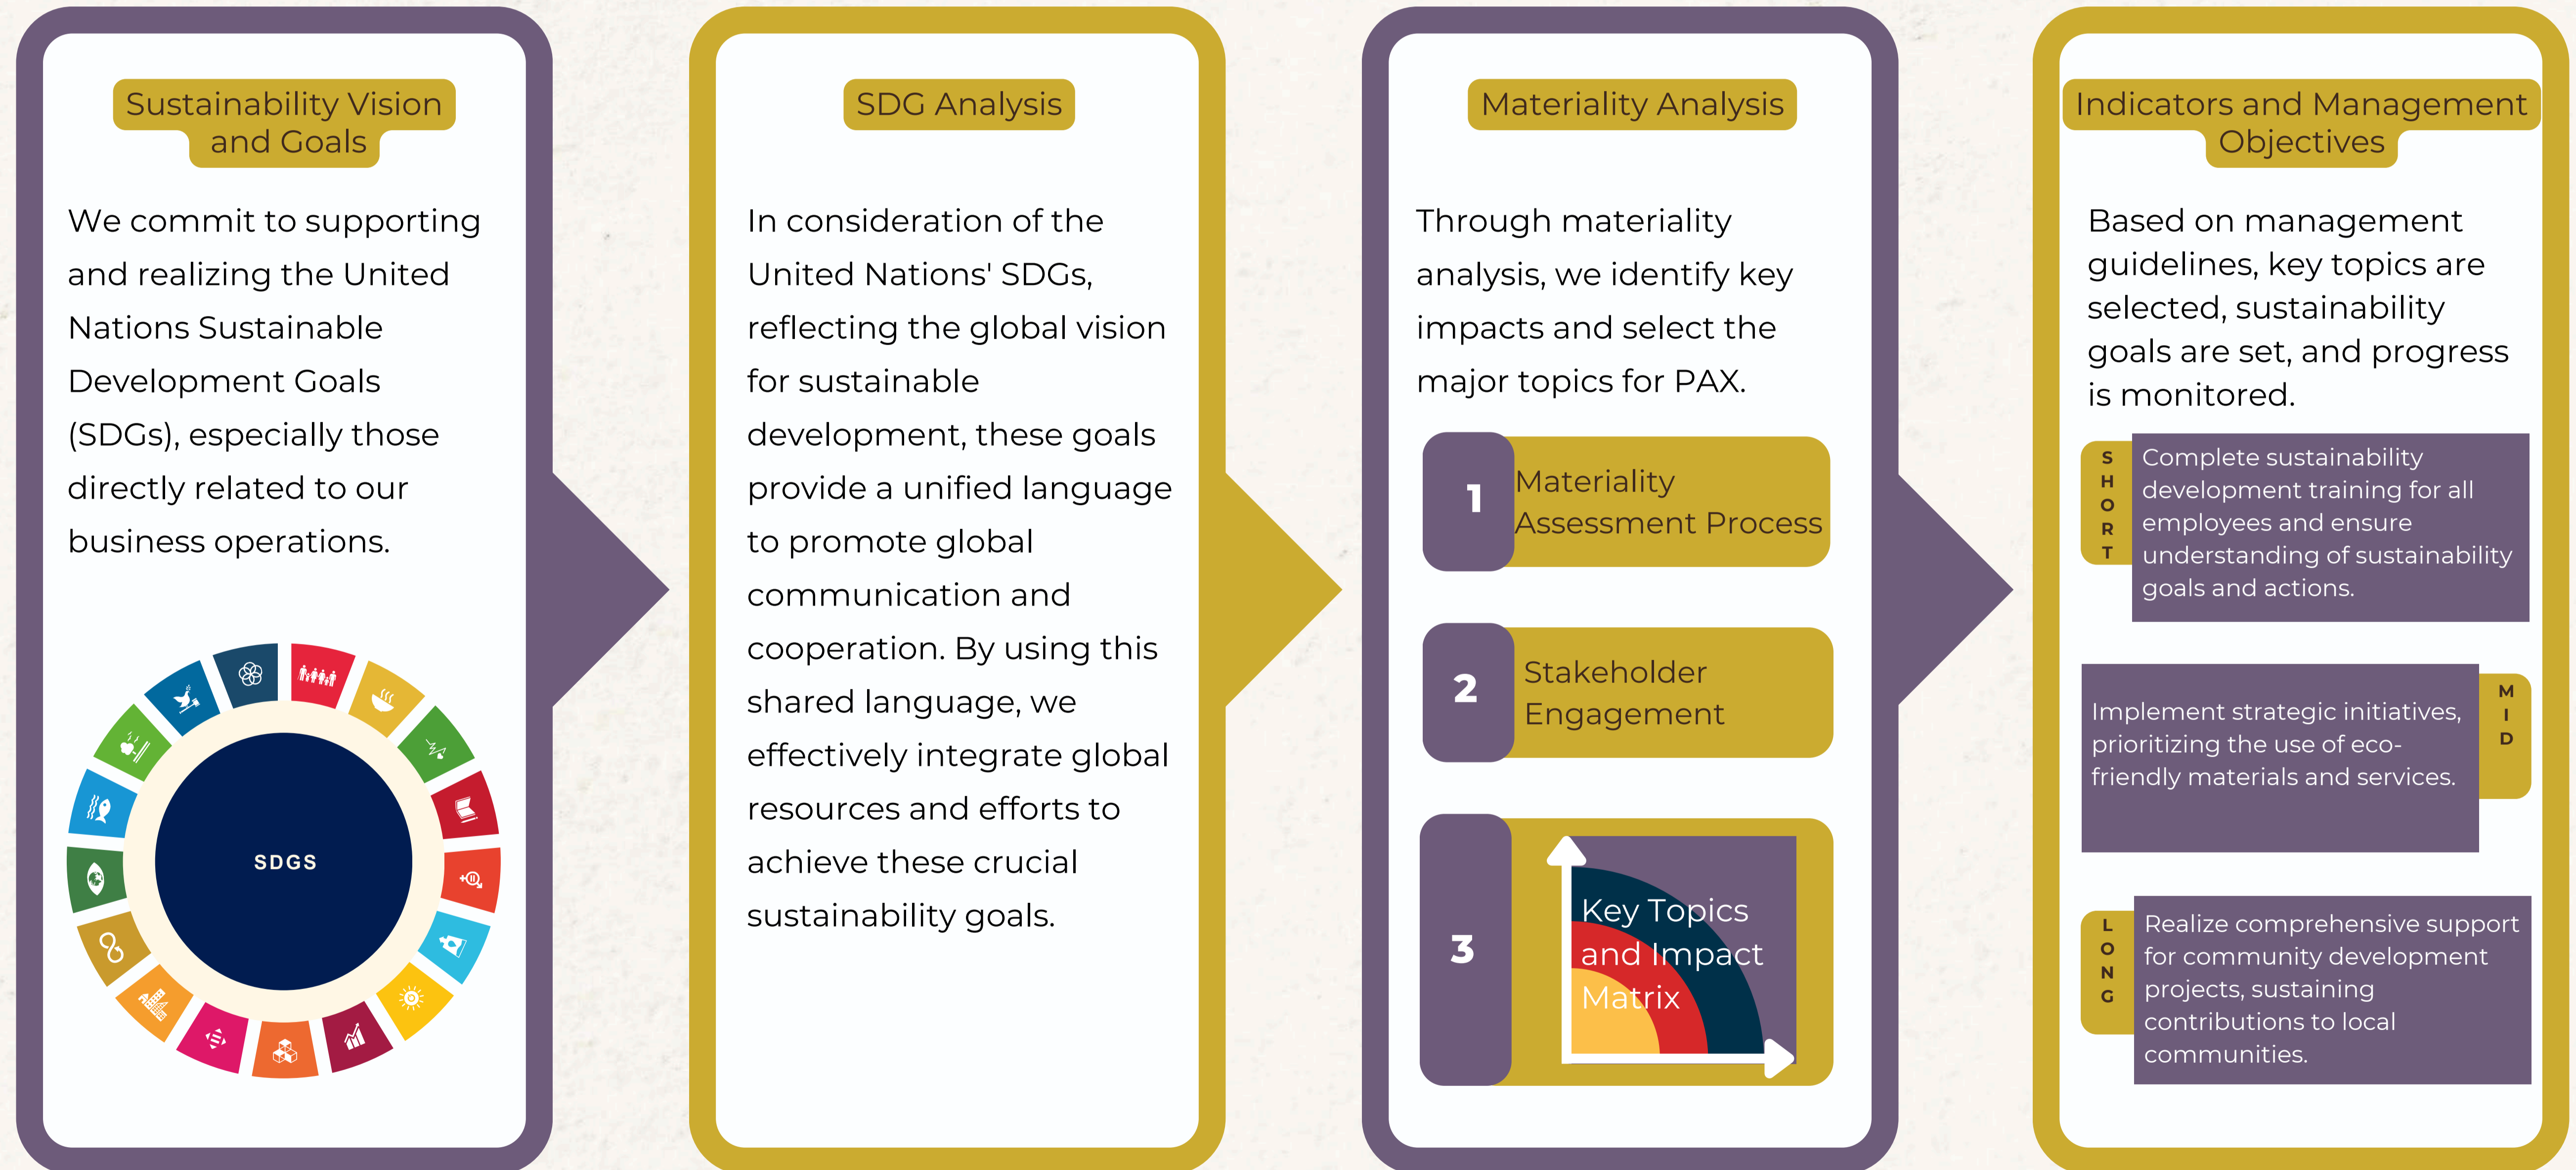 Sustainability Vision
and Goals
We commit to supporting
and realizing the United
Nations Sustainable
Development Goals
(SDGs), especially those
directly related to our
business operations.
SDGS
SDG Analysis
In consideration of the
United Nations' SDGs,
reflecting the global vision
for sustainable
development, these goals
provide a unified language
to promote global
communication and
cooperation. By using this
shared language, we
effectively integrate global
resources and efforts to
achieve these crucial
sustainability goals.
Materiality Analysis
Through materiality
analysis, we identify key
impacts and select the
major topics for PAX.
1
Materiality
Assessment Process
2
Stakeholder
Engagement
3
Key Topics
and Impact
Matrix
Indicators and Management
Objectives
Based on management
guidelines, key topics are
selected, sustainability
goals are set, and progress
is monitored.
SHORT
Complete sustainability
development training for all
employees and ensure
understanding of sustainability
goals and actions.
MID
Implement strategic initiatives,
prioritizing the use of eco-
friendly materials and services.
LONG
Realize comprehensive support
for community development
projects, sustaining
contributions to local
communities.